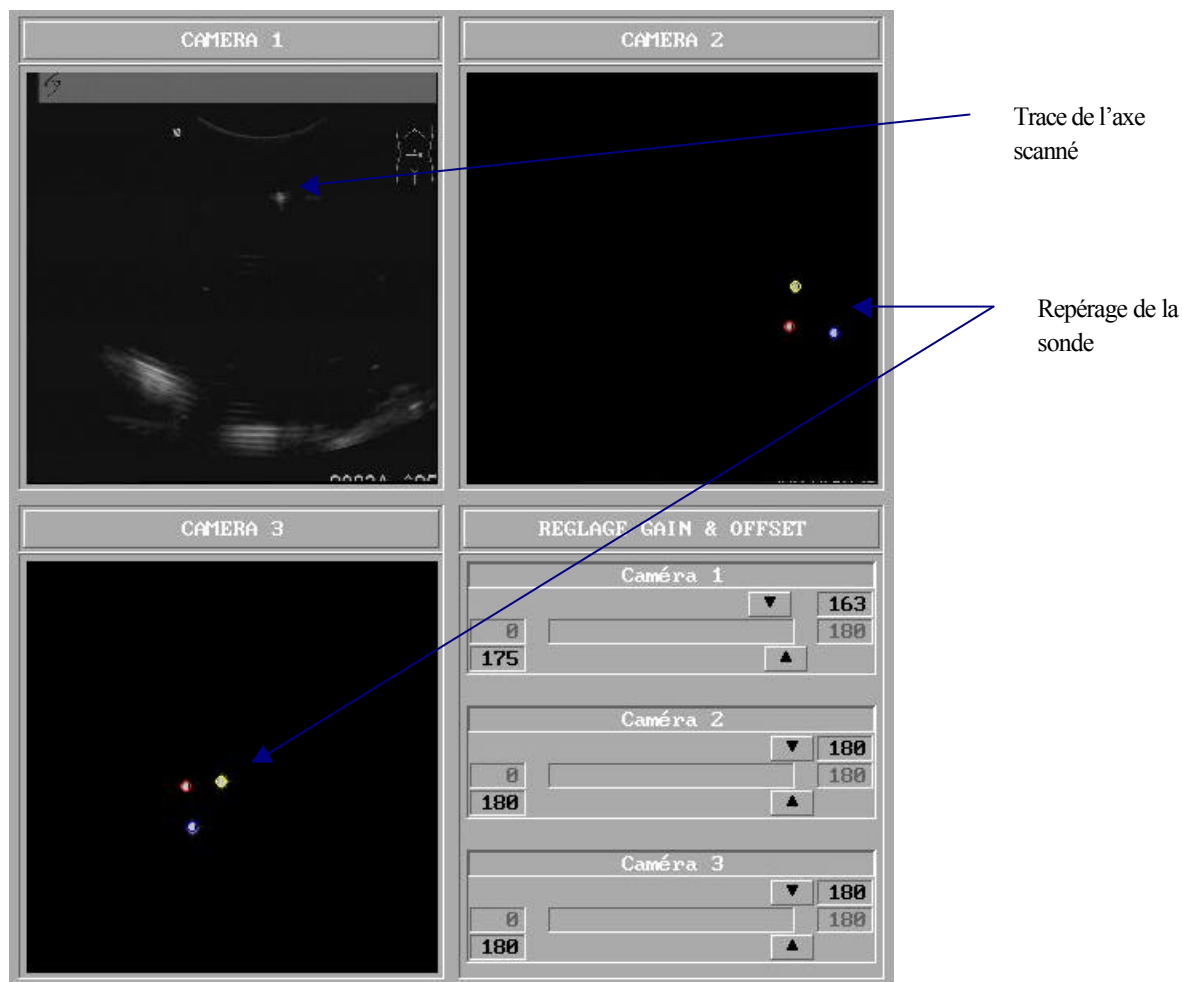 CAMERA 1
CAMERA 2
Trace de l’axe
scanné
Repérage de la
sonde
CAMERA 3
REGLAGE GAIN & OFFSET
Caméra 1
163
0
180
175
Caméra 2
180
0
180
180
Caméra 3
180
0
180
180